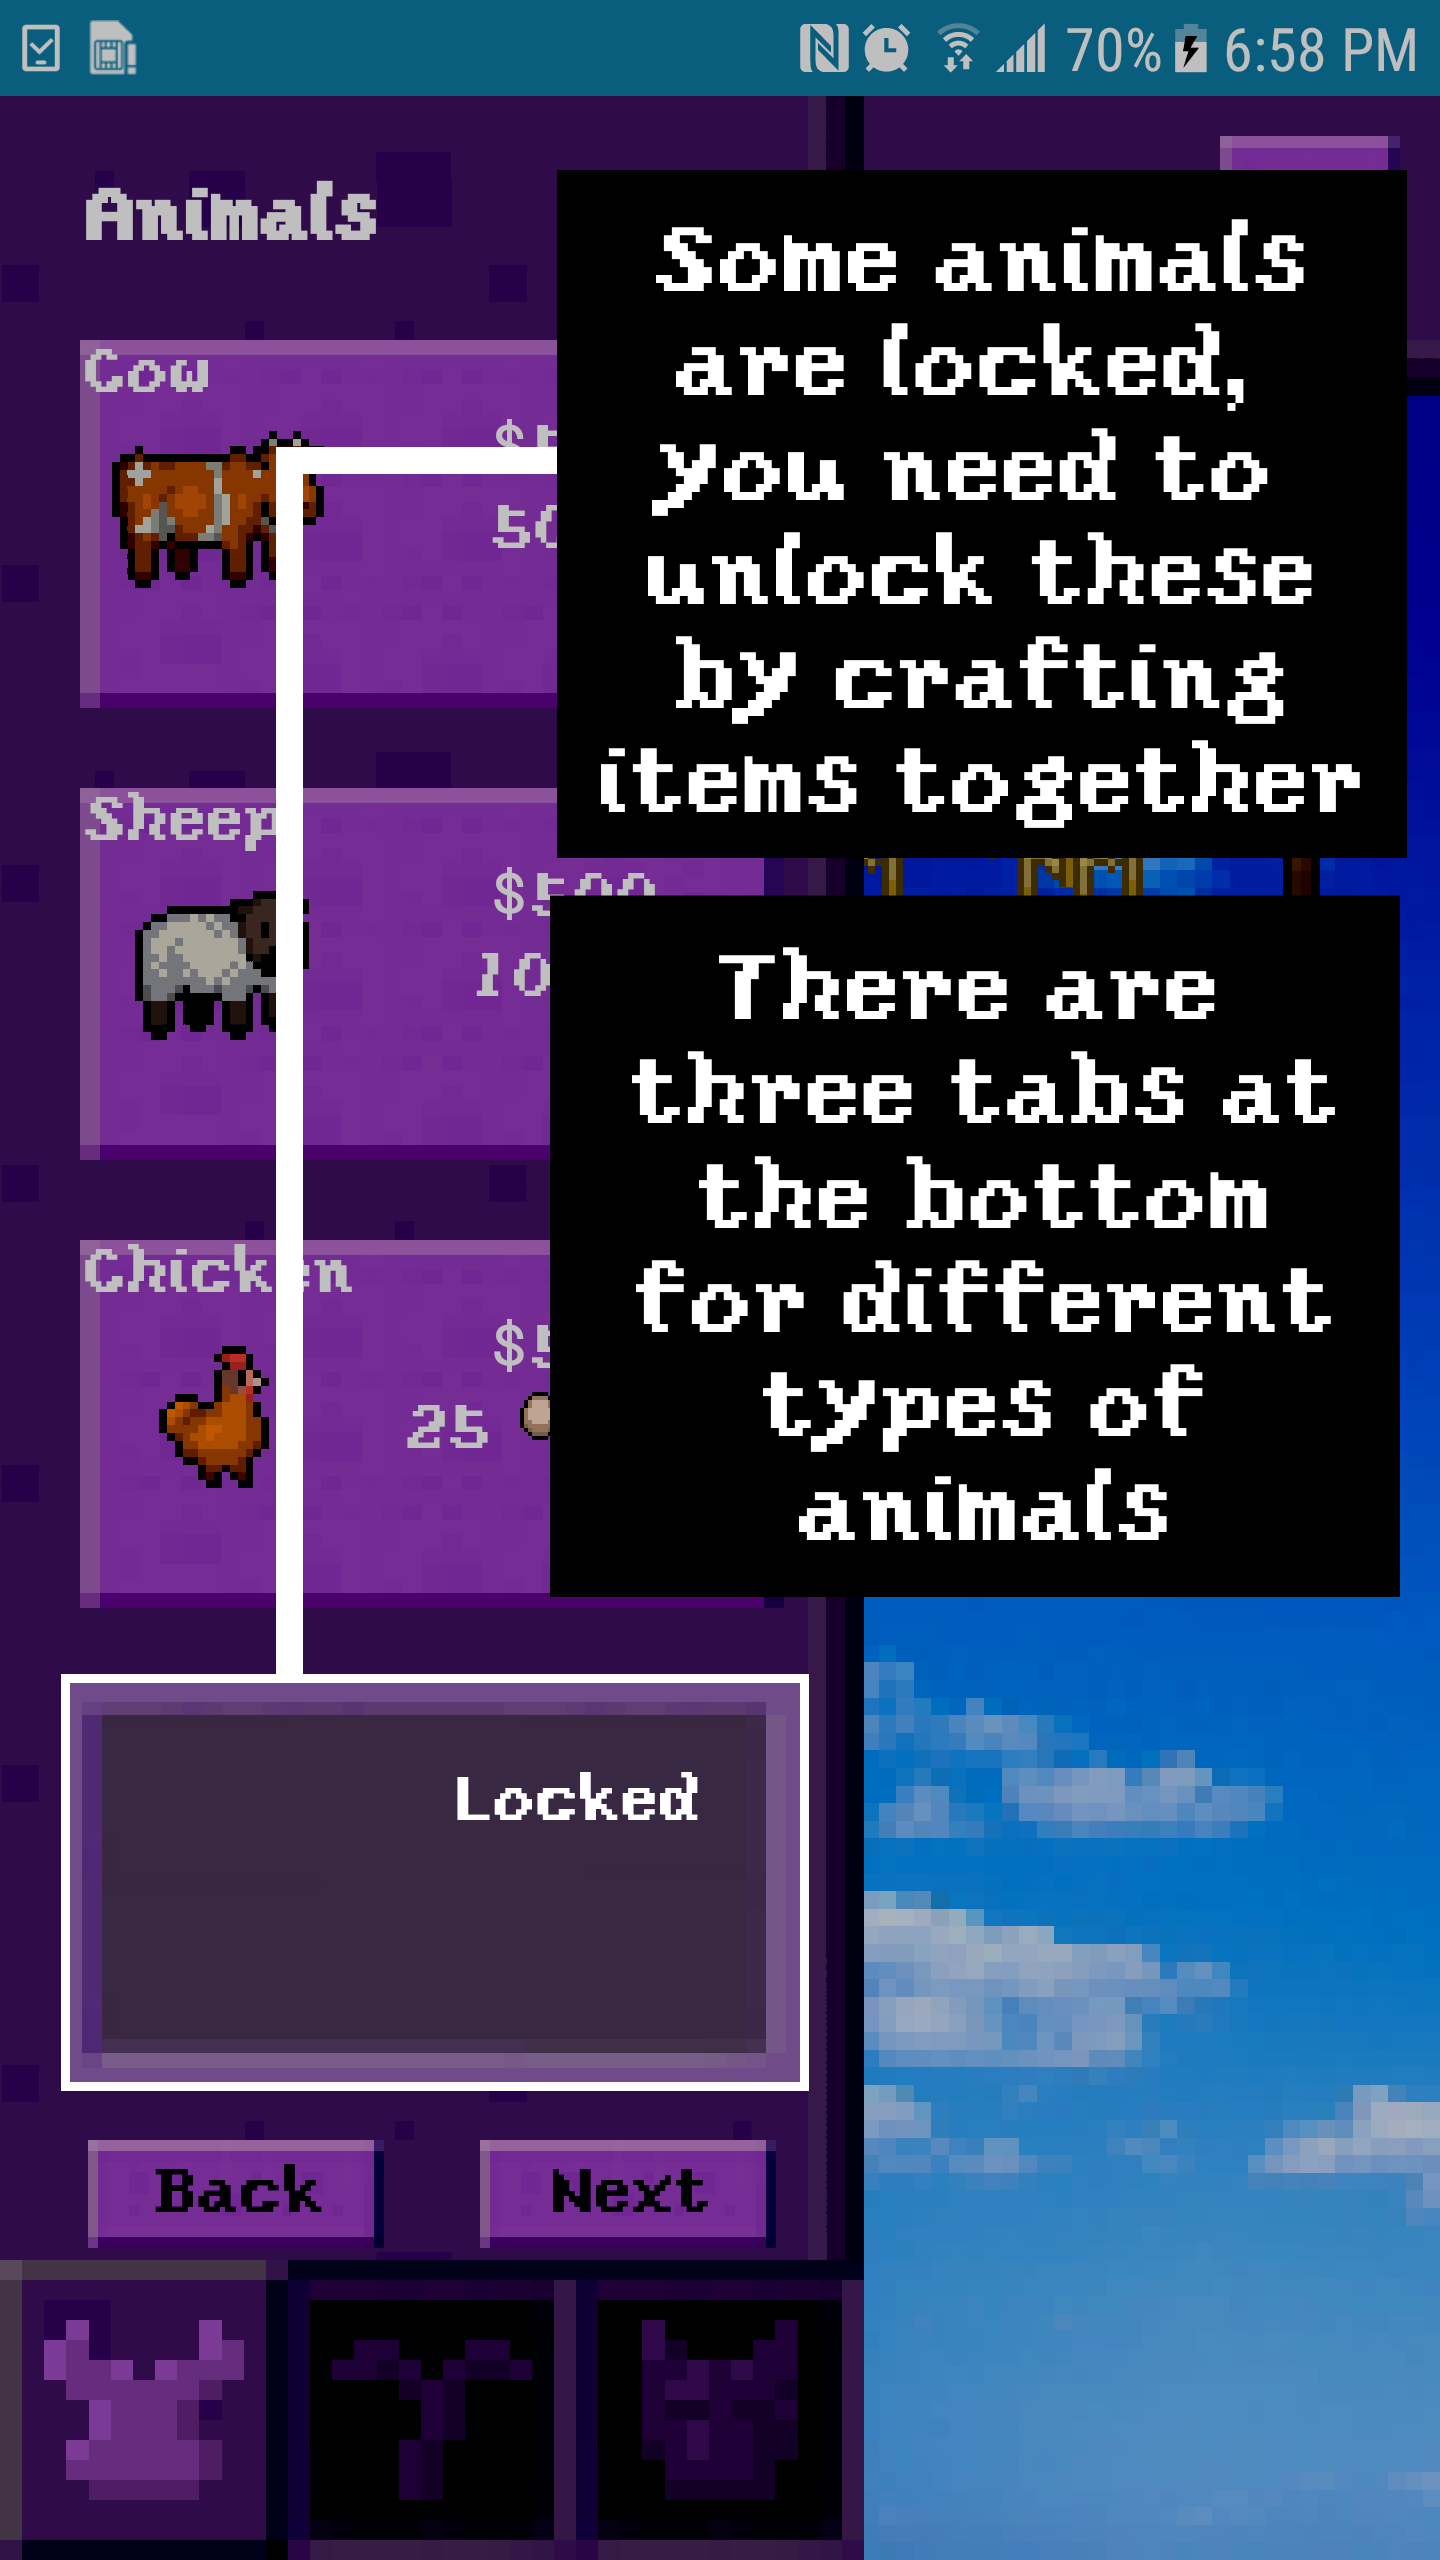 70% 6:58 PM
Animals
Some animals
are locked,
you need to
unlock these
by crafting
items together
Cow
Sheep
$500
There are
three tabs at
the bottom
for different
types of
animals
Chicken
25
Locked
Back Next